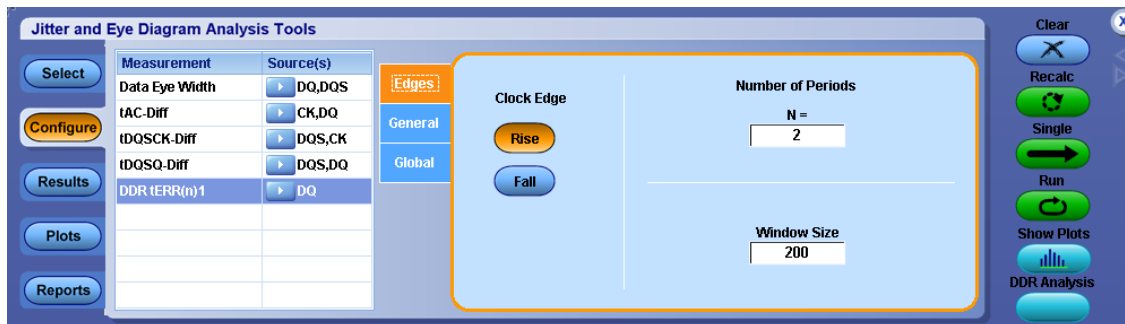 Jitter and Eye Diagram Analysis Tools
Select
Configure
Results
Plots
Reports
Measurement Source(s)
Data Eye Width DQ,DQS
tAC-Diff CK,DQ
tDQSCK-Diff DQS,CK
tDQSQ-Diff DQS,DQ
DDR tERR(n)1 DQ
Edges
General
Global
Clock Edge
Rise
Fall
Number of Periods
N =
2
Window Size
200
Clear
X
Recalc
Single
Run
Show Plots
DDR Analysis